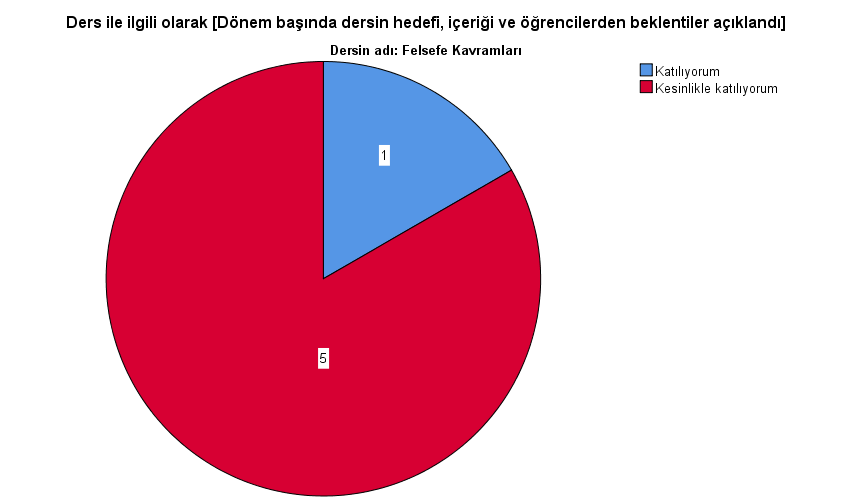 Ders ile ilgili olarak [Dönem başında dersin hedefi, içeriği ve öğrencilerden beklentiler açıklandı]
Dersin adı: Felsefe Kavramları
Katılıyorum
Kesinlikle katılıyorum
1
5